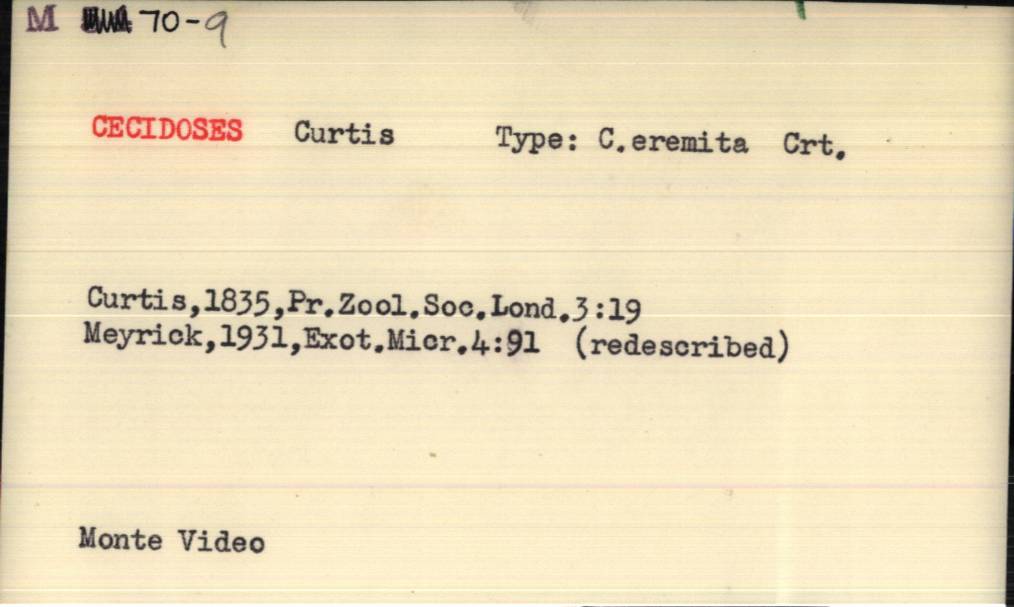 M 70-9
CECIDOSES Curtis Type: C.eremita Crt.
Curtis,1835,Pr.Zool.Soc.Lond.3:19
Meyrick,1931,Exot.Micr.4:91 (redescribed)
Monte Video